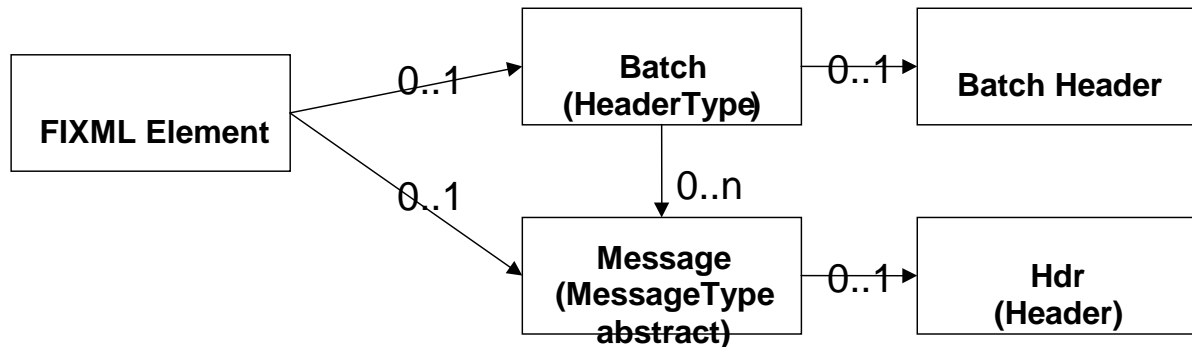 FIXML Element
0..1
0..1
Batch
(HeaderType)
0..1
Batch Header
0..n
Message
(MessageType
abstract)
0..1
Hdr
(Header)